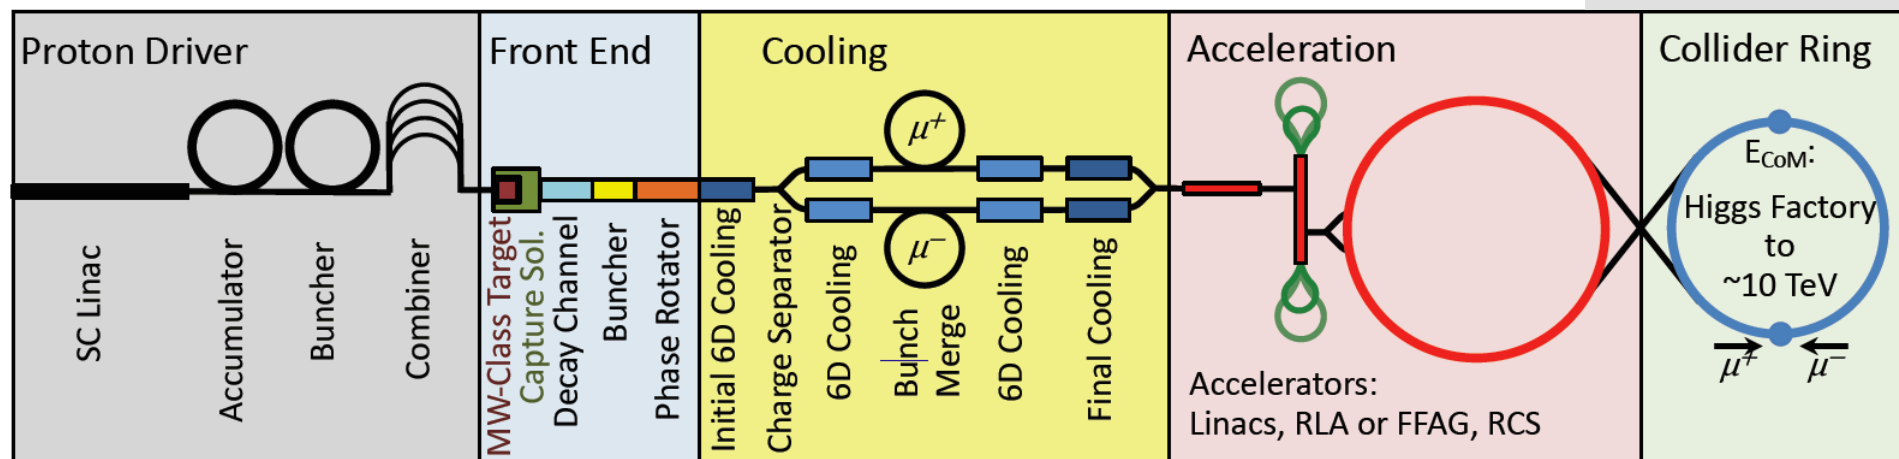 Proton Driver
SC Linac
Accumulator
Buncher
Combiner
Front End
MW-Class Target
Capture Sol.
Decay Channel
Buncher
Phase Rotator
Cooling
μ+
μ−
Initial 6D Cooling
Charge Separator
6D Cooling
Bunch
Merge
6D Cooling
Final Cooling
Acceleration
Accelerators:
Linacs, RLA or FFAG, RCS
Collider Ring
ECoM:
Higgs Factory
to
~10 TeV
μ+ μ−